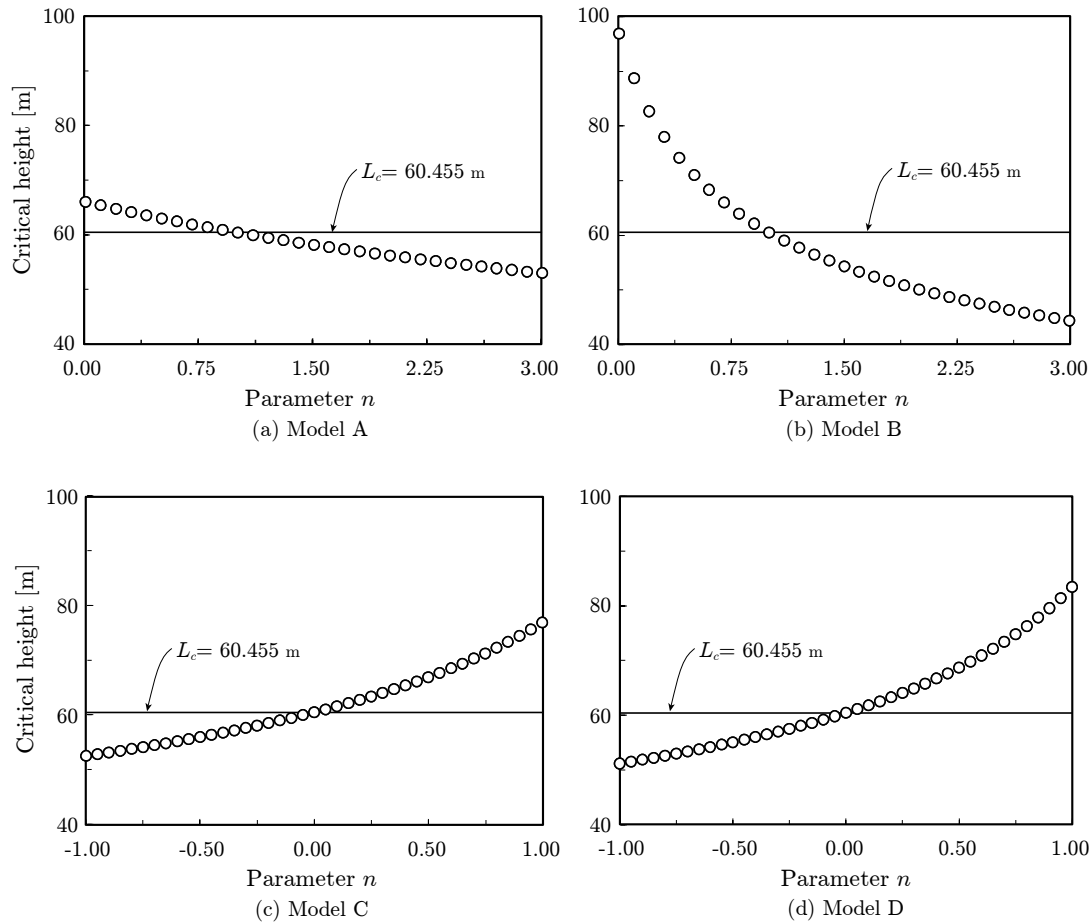 100
80
60
40
Critical height [m]
L_c= 60.455 m
0.00 0.75 1.50 2.25 3.00
Parameter n
(a) Model A
100
80
60
40
L_c= 60.455 m
0.00 0.75 1.50 2.25 3.00
Parameter n
(b) Model B
100
80
60
40
Critical height [m]
L_c= 60.455 m
-1.00 -0.50 0.00 0.50 1.00
Parameter n
(c) Model C
100
80
60
40
L_c= 60.455 m
-1.00 -0.50 0.00 0.50 1.00
Parameter n
(d) Model D